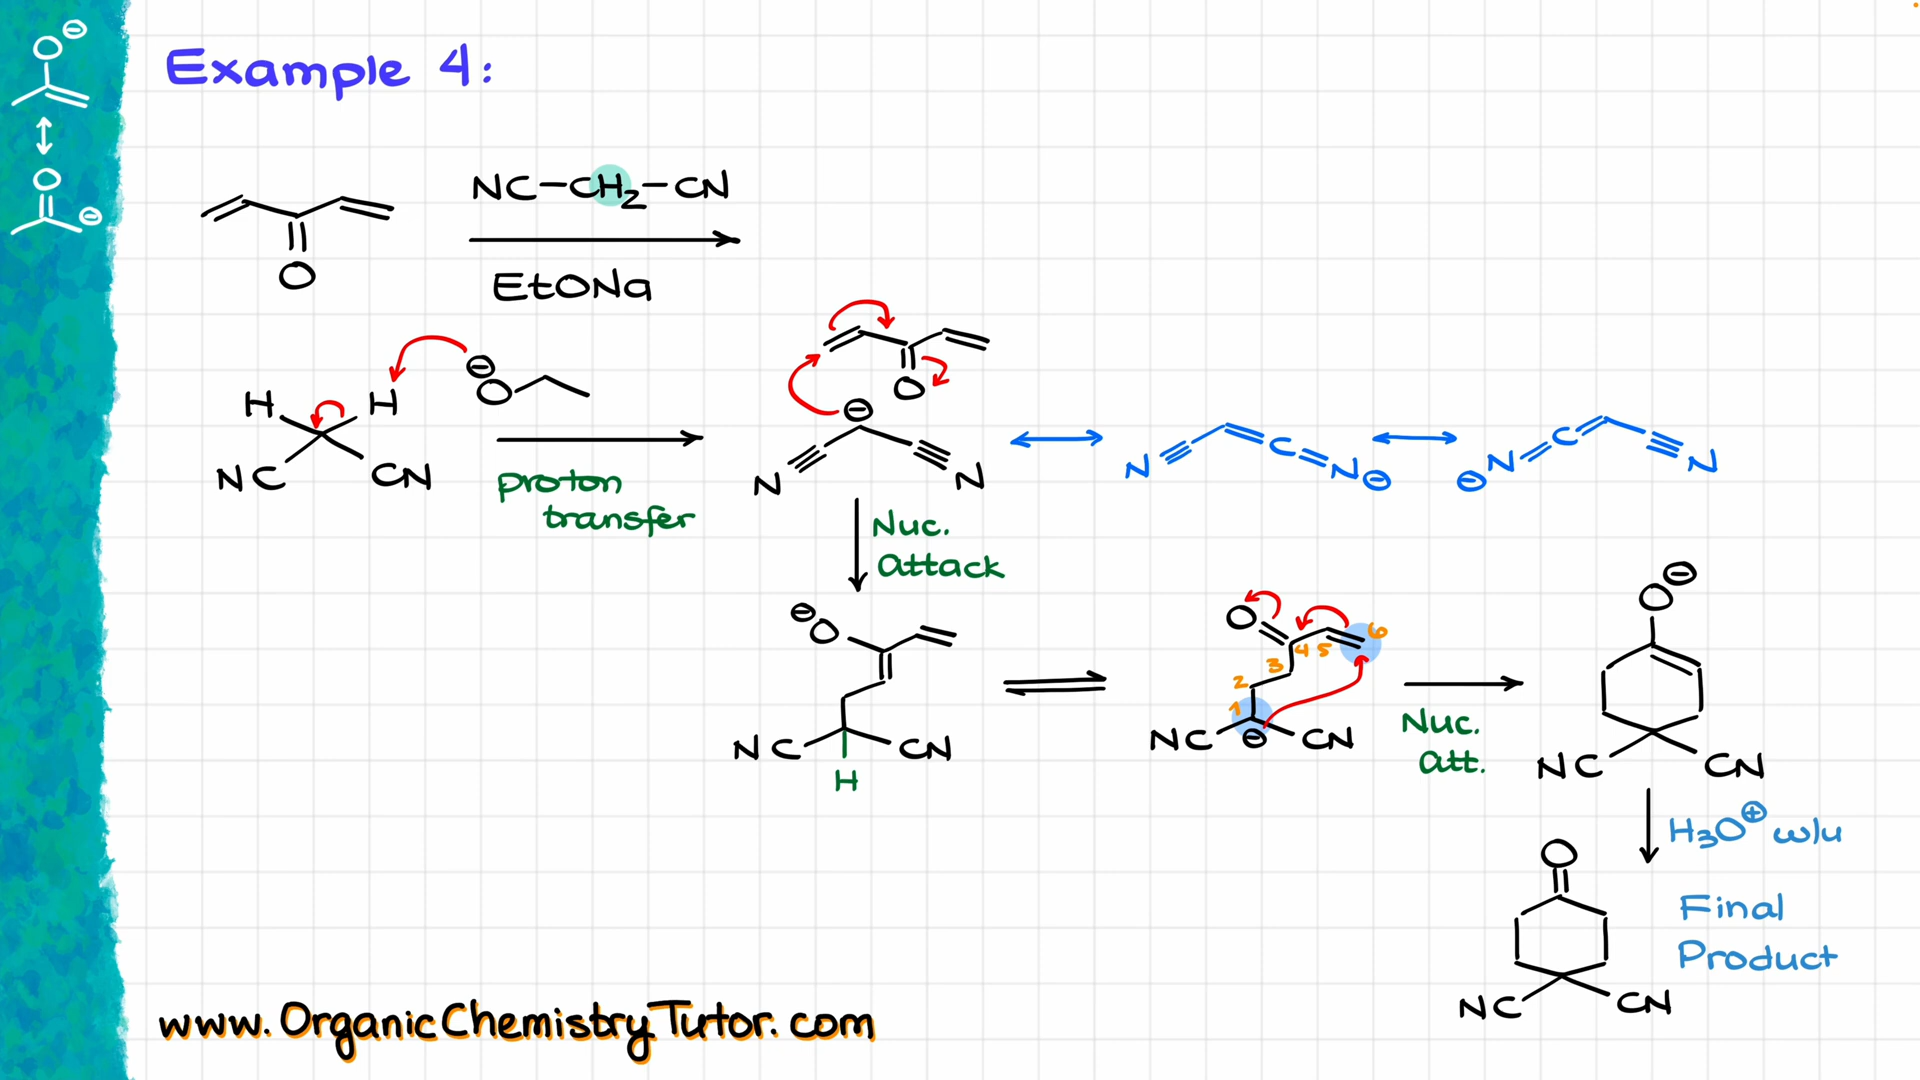 Example 4:
O⊖
O
⊖
NC-CH₂-CN
O
EtONa
H H ⊖O
NC CN
proton
transfer
O
⊖
N N
N C N⊖
⊖N C N
Nuc.
attack
⊖O
NC CN
H
O
1 2 3 4 5 6
NC ⊖ CN
Nuc.
att.
O⊖
NC CN
H₃O⊕ w/u
O
NC CN
Final
Product
www.OrganicChemistryTutor.com